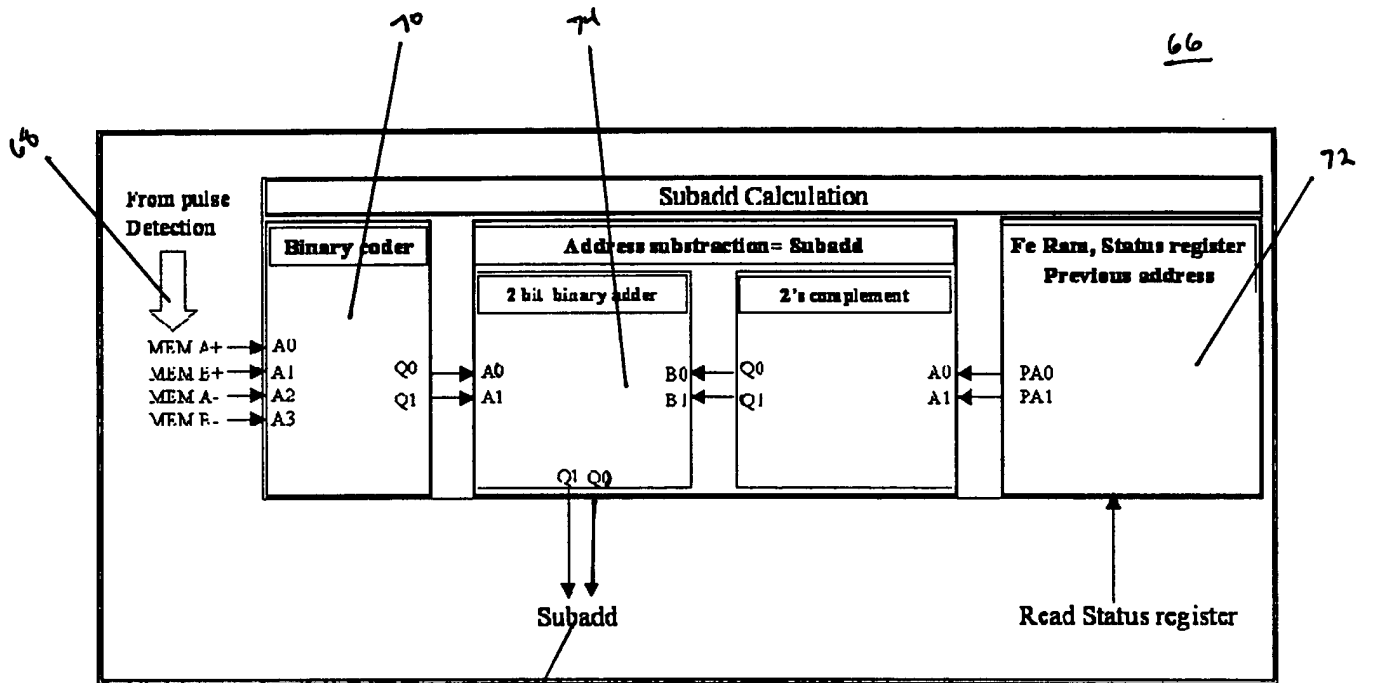 70
74
66
68
72
From pulse
Detection
Subadd Calculation
Binary coder
Address substraction= Subadd
Fe Ram, Status register
Previous address
2 bit binary adder
2's complement
MEM A+
MEM B+
MEM A-
MEM B-
A0
A1
A2
A3
Q0
Q1
A0
A1
B0
B1
Q0
Q1
A0
A1
PA0
PA1
Q1 Q0
Subadd
Read Status register